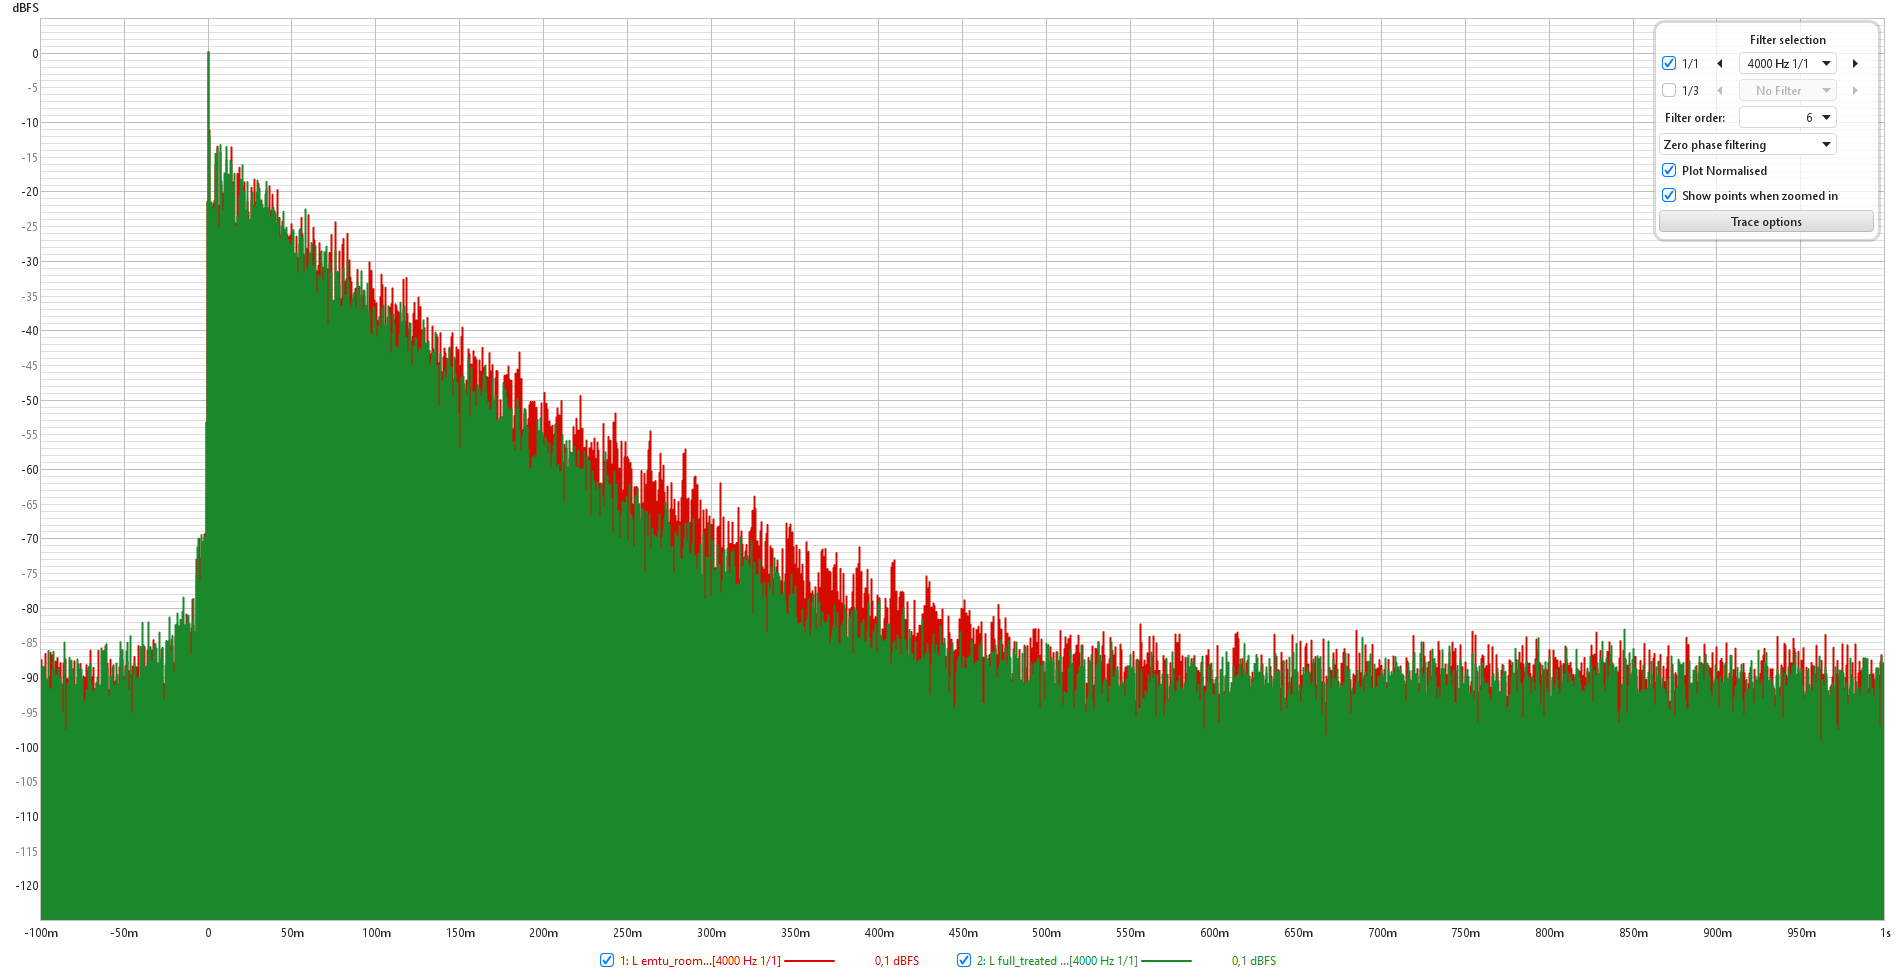 dBFS
Filter selection
1/1 4000 Hz 1/1
1/3 No Filter
Filter order: 6
Zero phase filtering
Plot Normalised
Show points when zoomed in
Trace options
0
-5
-10
-15
-20
-25
-30
-35
-40
-45
-50
-55
-60
-65
-70
-75
-80
-85
-90
-95
-100
-105
-110
-115
-120
-100m -50m 0 50m 100m 150m 200m 250m 300m 350m 400m 450m 500m 550m 600m 650m 700m 750m 800m 850m 900m 950m 1s
1: L emtu_room...[4000 Hz 1/1] 0,1 dBFS 2: L full_treated ...[4000 Hz 1/1] 0,1 dBFS